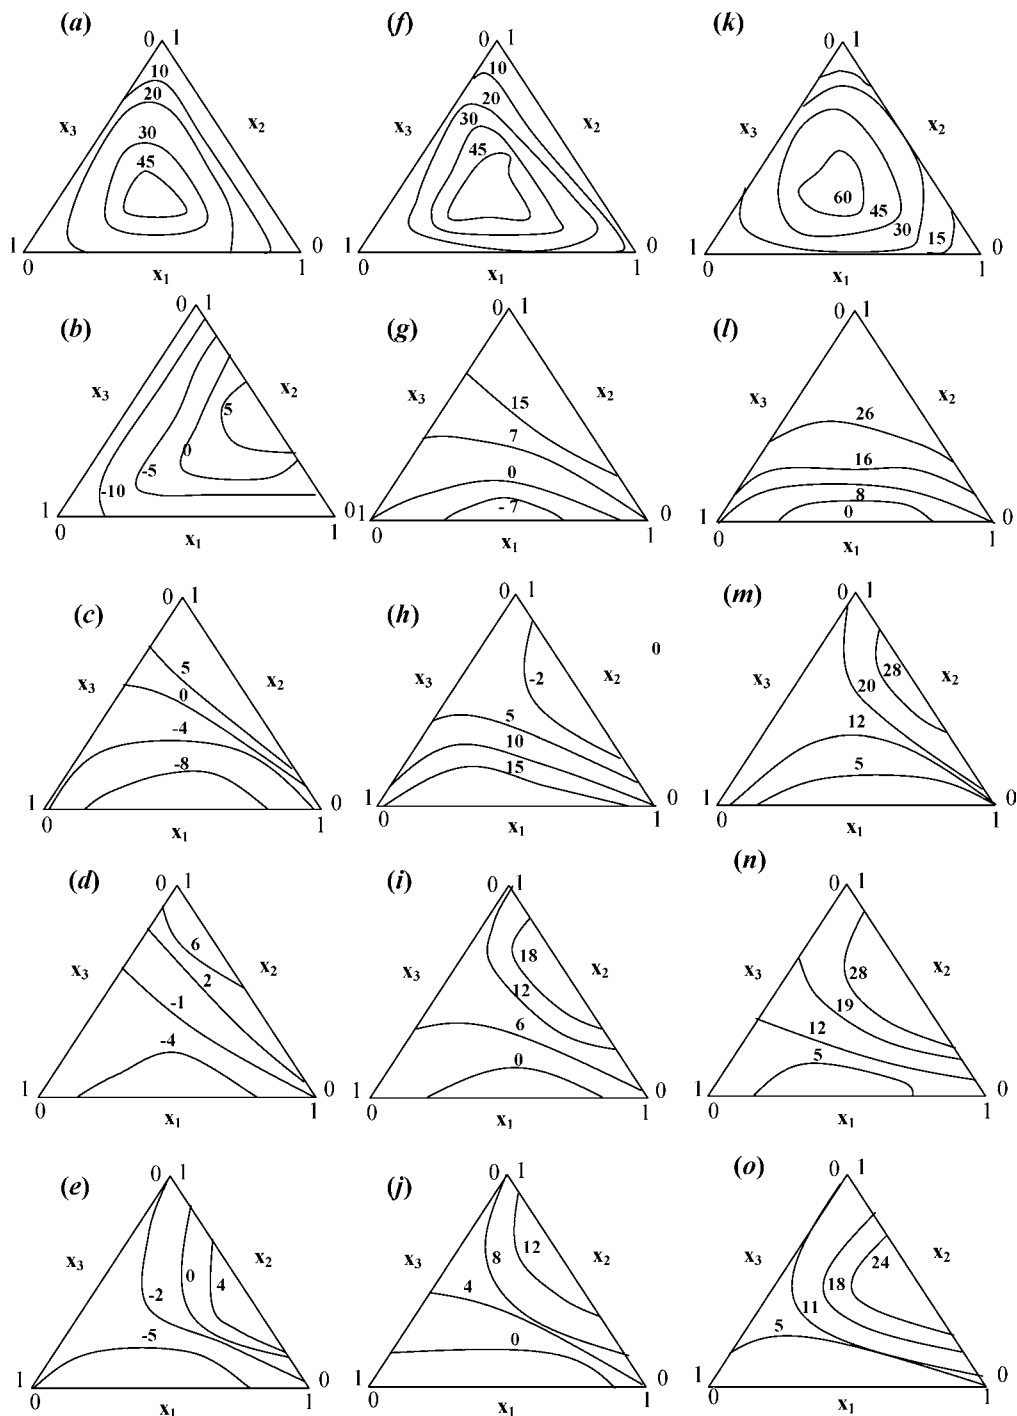 (a) (f) (k)
0 1 0 1 0 1
10 10
20 20
x3 x2 x3 x2 x3 x2
30 30
45 45
60 45
30
15
1 0 1 0 1 0
0 x1 1 0 x1 1 0 x1 1
(b) (g) (l)
0 1 0 1 0 1
x3 x2 x3 x2 x3 x2
5 15 26
7
0 16
-5 0 8
-10 -7 0
1 0 1 0 1 0
0 x1 1 0 x1 1 0 x1 1
(c) (h) (m)
0 1 0 1 0 1
0
x3 x2 x3 x2 x3 x2
5 -2 28
0 20
-4 5 12
10
-8 15 5
1 0 1 0 1 0
0 x1 1 0 x1 1 0 x1 1
(d) (i) (n)
0 1 0 1 0 1
x3 x2 x3 x2 x3 x2
6 18 28
2 12 19
-1 6 12
-4 0 5
1 0 1 0 1 0
0 x1 1 0 x1 1 0 x1 1
(e) (j) (o)
0 1 0 1 0 1
x3 x2 x3 x2 x3 x2
0 4 12 24
-2 8 18
4 11
-5 0 5
1 0 1 0 1 0
0 x1 1 0 x1 1 0 x1 1